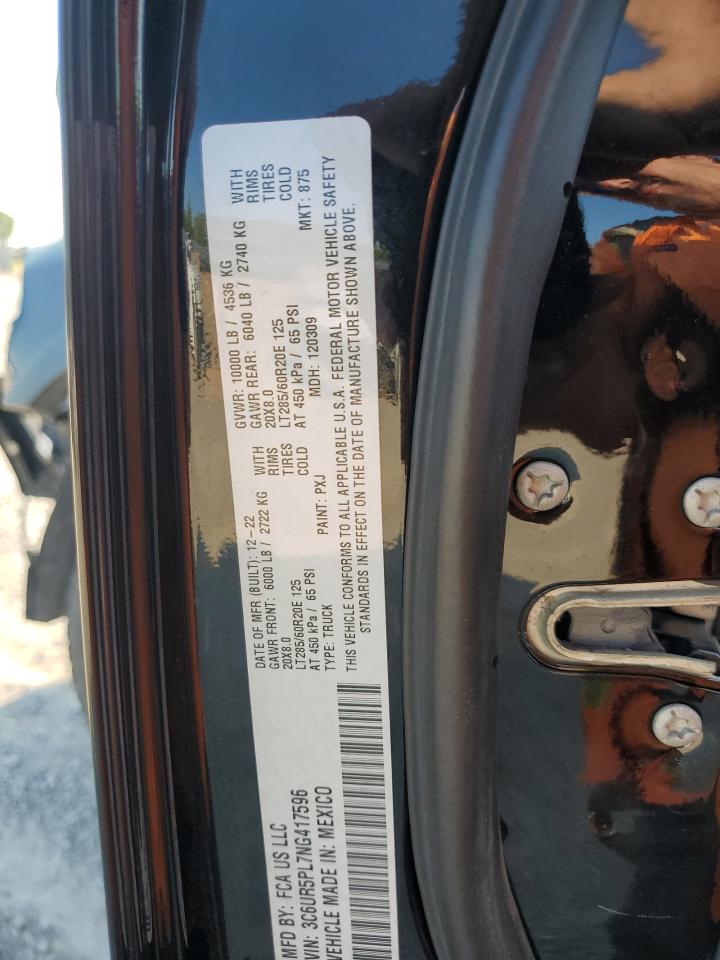 MFD BY: FCA US LLC
VIN: 3C6UR5PL7NG417596
VEHICLE MADE IN: MEXICO
DATE OF MFR (BUILT): 12-22 GVWR: 10000 LB / 4536 KG
GAWR FRONT: 6000 LB / 2722 KG WITH GAWR REAR: 6040 LB / 2740 KG WITH
20X8.0 RIMS 20X8.0 RIMS
LT285/60R20E 125 TIRES LT285/60R20E 125 TIRES
AT 450 kPa / 65 PSI COLD AT 450 kPa / 65 PSI COLD
TYPE: TRUCK PAINT: PXJ MDH: 120309 MKT: 875
THIS VEHICLE CONFORMS TO ALL APPLICABLE U.S.A. FEDERAL MOTOR VEHICLE SAFETY
STANDARDS IN EFFECT ON THE DATE OF MANUFACTURE SHOWN ABOVE.